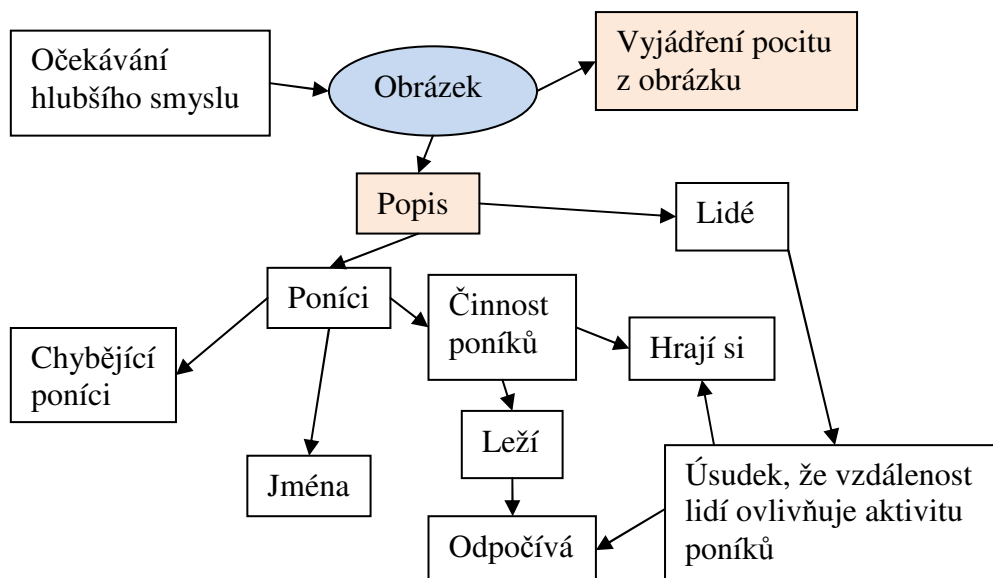 Očekávání
hlubšího smyslu
Obrázek
Vyjádření pocitu
z obrázku
Popis
Lidé
Poníci
Činnost
poníků
Hrají si
Chybějící
poníci
Leží
Jména
Úsudek, že vzdálenost
lidí ovlivňuje aktivitu
poníků
Odpočívá